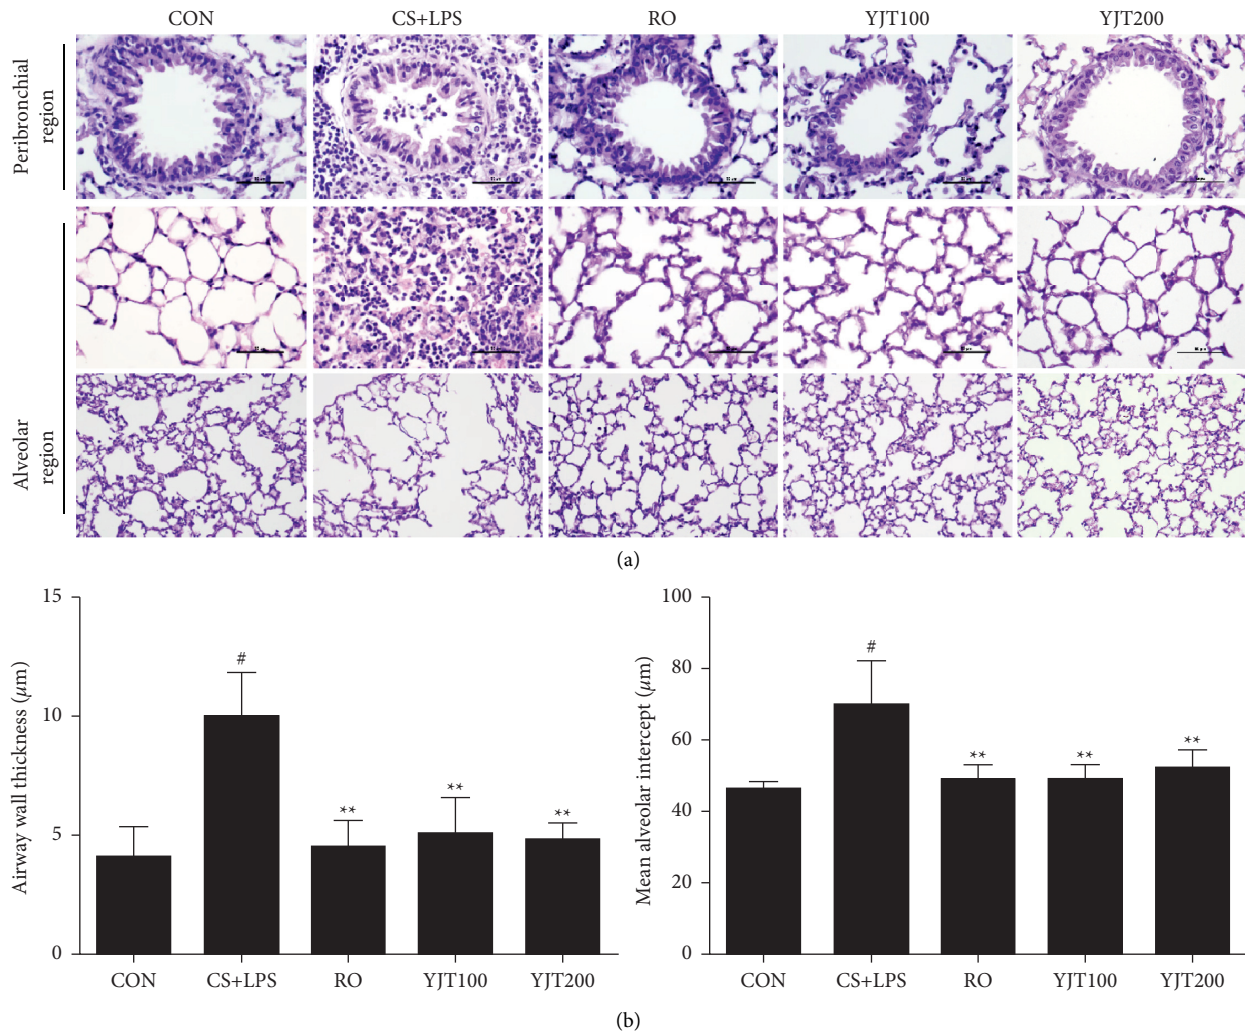 CON CS+LPS RO YJT100 YJT200
Peribronchial
region
Alveolar
region
(a)
Airway wall thickness (μm)
15
10
5
0
#
**
**
**
CON CS+LPS RO YJT100 YJT200
Mean alveolar intercept (μm)
100
80
60
40
20
0
#
**
**
**
CON CS+LPS RO YJT100 YJT200
(b)